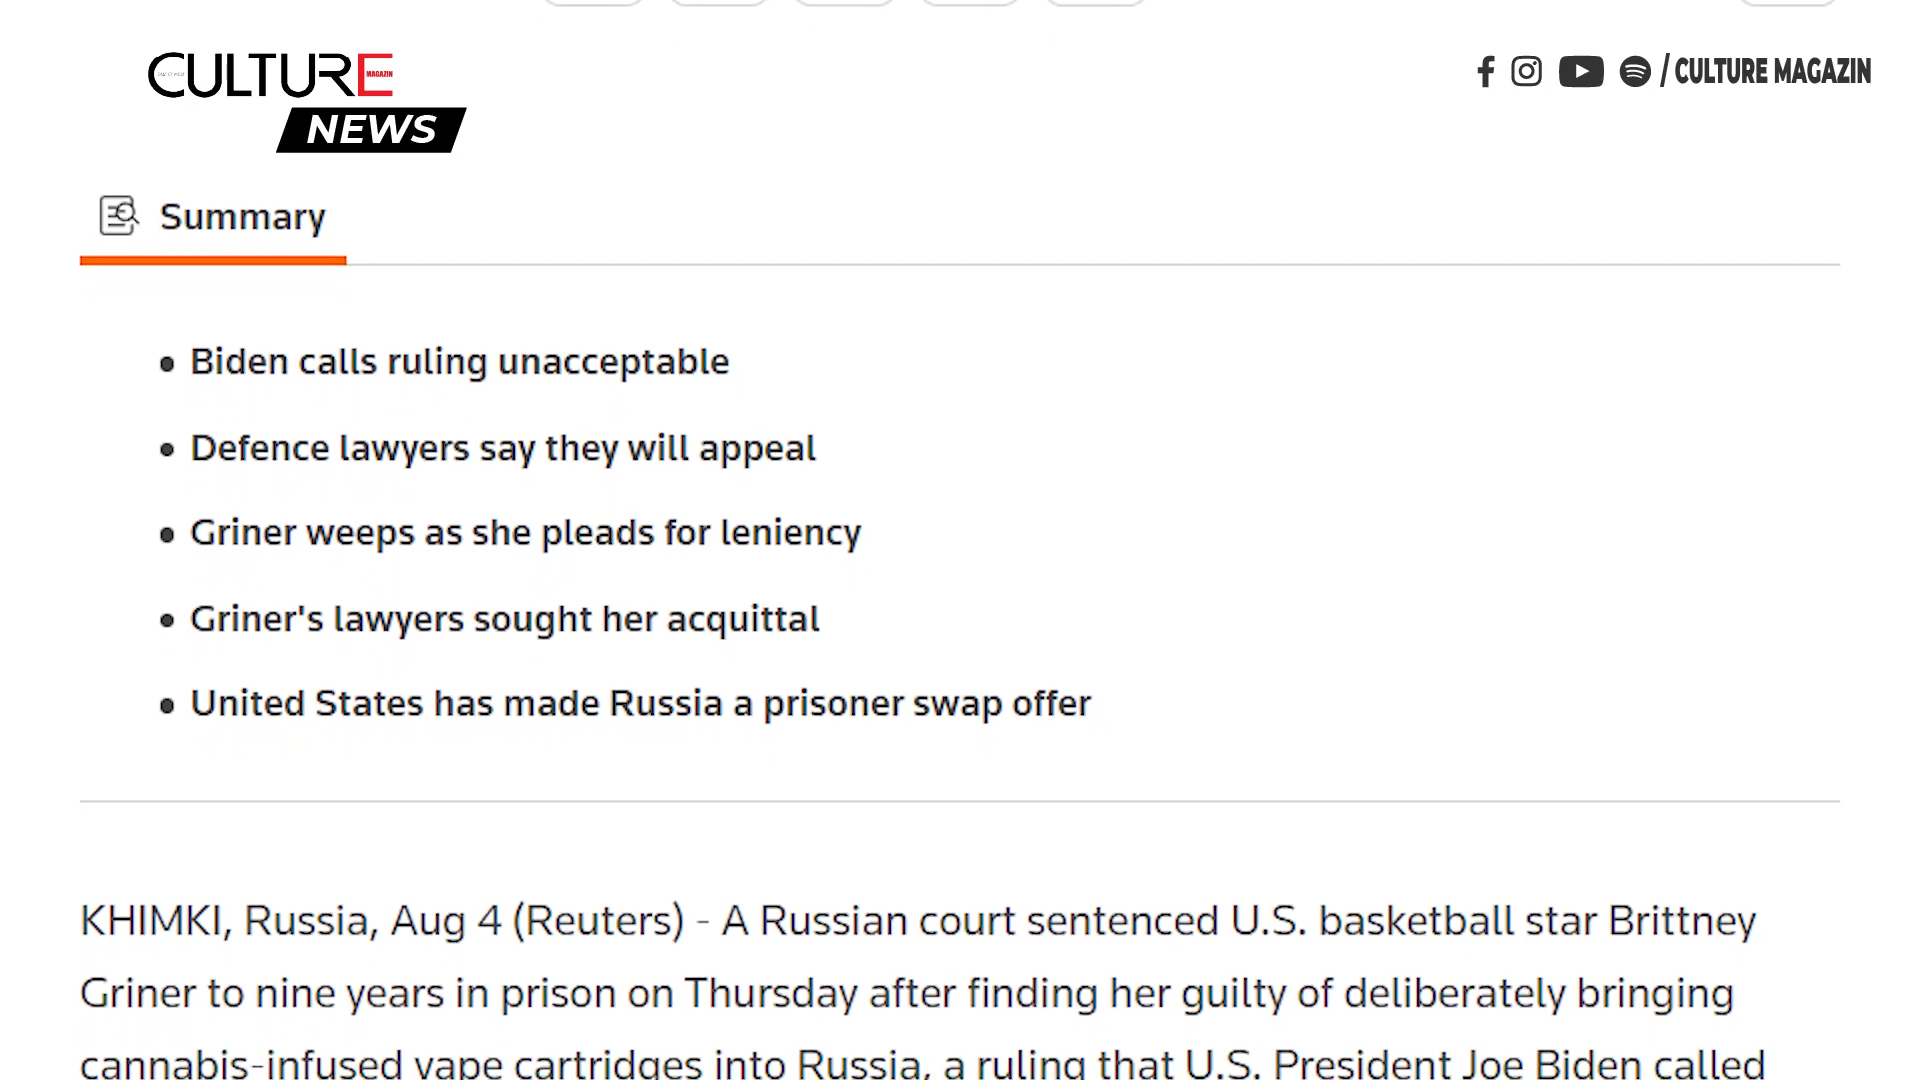 CULTURE
MAGAZIN
NEWS
/ CULTURE MAGAZIN
Summary
• Biden calls ruling unacceptable
• Defence lawyers say they will appeal
• Griner weeps as she pleads for leniency
• Griner's lawyers sought her acquittal
• United States has made Russia a prisoner swap offer
KHIMKI, Russia, Aug 4 (Reuters) - A Russian court sentenced U.S. basketball star Brittney
Griner to nine years in prison on Thursday after finding her guilty of deliberately bringing
cannabis-infused vape cartridges into Russia, a ruling that U.S. President Joe Biden called